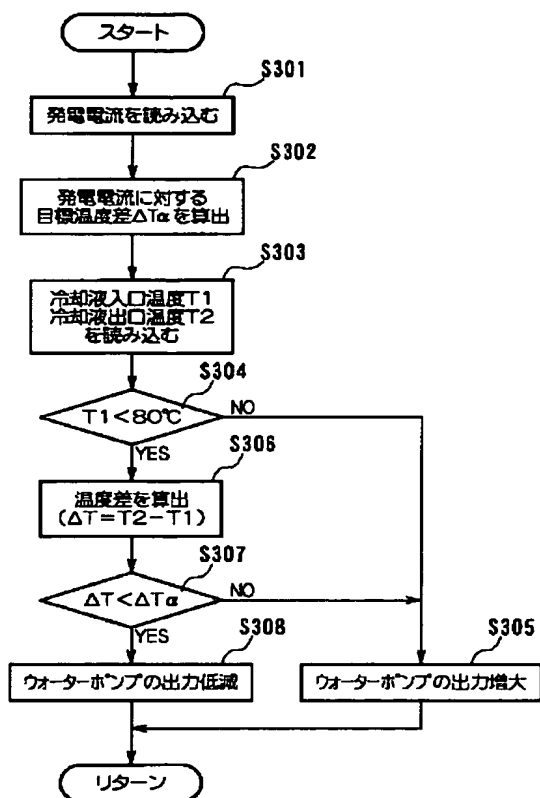 スタート
S301
発電電流を読み込む
S302
発電電流に対する
目標温度差ΔTαを算出
S303
冷却液入口温度T1
冷却液出口温度T2
を読み込む
S304
T1<80℃
NO
YES
S306
温度差を算出
(ΔT=T2-T1)
S307
ΔT<ΔTα
NO
YES
S308
ウォーターポンプの出力低減
S305
ウォーターポンプの出力増大
リターン